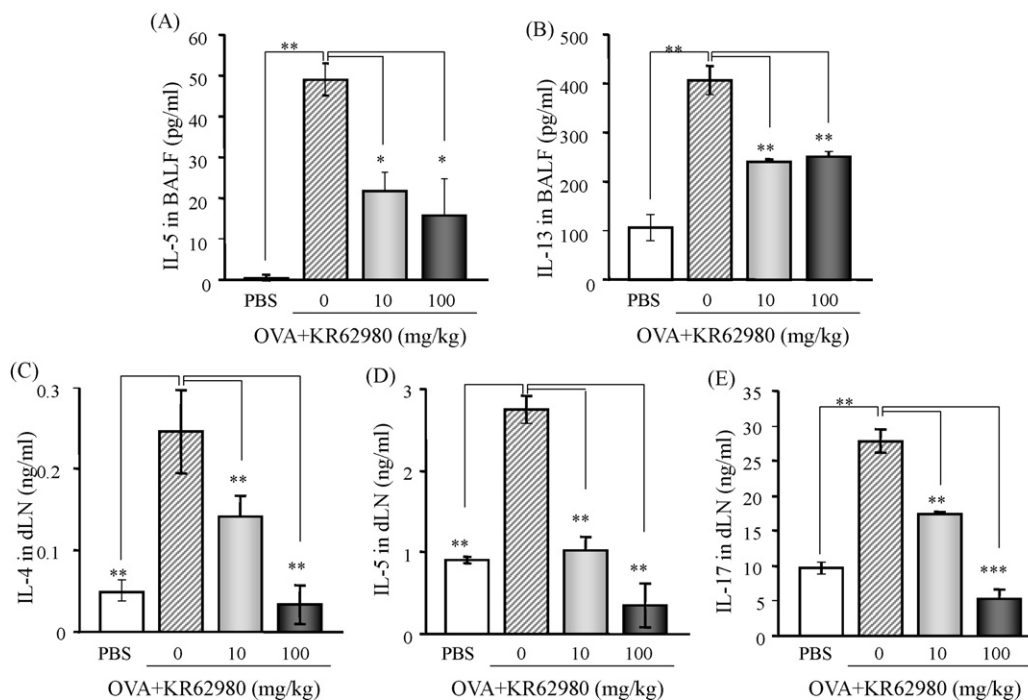 (A)
IL-5 in BALF (pg/ml)
60
50
40
30
20
10
0
**
*
*
PBS
0
10
100
OVA+KR62980 (mg/kg)
(B)
IL-13 in BALF (pg/ml)
500
400
300
200
100
0
**
**
**
PBS
0
10
100
OVA+KR62980 (mg/kg)
(C)
IL-4 in dLN (ng/ml)
0.3
0.2
0.1
0
**
**
**
PBS
0
10
100
OVA+KR62980 (mg/kg)
(D)
IL-5 in dLN (ng/ml)
3
2
1
0
**
**
**
PBS
0
10
100
OVA+KR62980 (mg/kg)
(E)
IL-17 in dLN (ng/ml)
35
30
25
20
15
10
5
0
**
**
***
PBS
0
10
100
OVA+KR62980 (mg/kg)